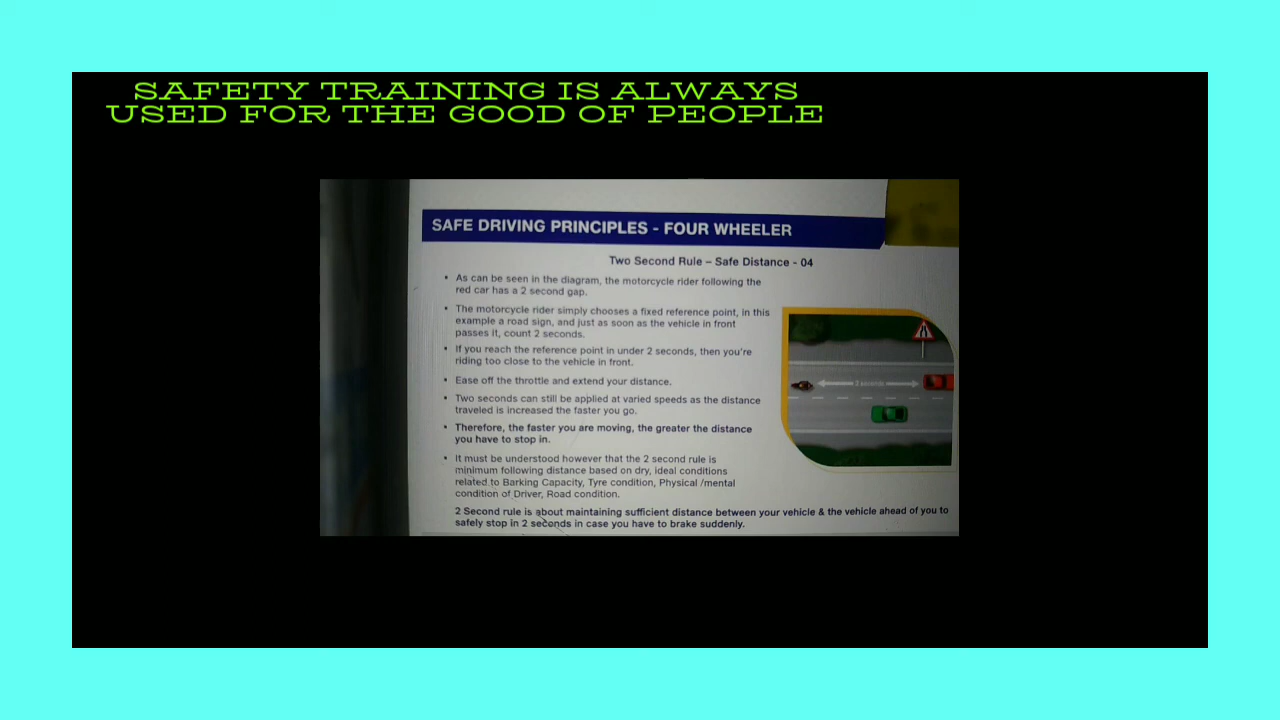 SAFETY TRAINING IS ALWAYS
USED FOR THE GOOD OF PEOPLE
SAFE DRIVING PRINCIPLES - FOUR WHEELER
Two Second Rule – Safe Distance - 04
• As can be seen in the diagram, the motorcycle rider following the
red car has a 2 second gap.
• The motorcycle rider simply chooses a fixed reference point, in this
example a road sign, and just as soon as the vehicle in front
passes it, count 2 seconds.
• If you reach the reference point in under 2 seconds, then you're
riding too close to the vehicle in front.
• Ease off the throttle and extend your distance.
• Two seconds can still be applied at varied speeds as the distance
traveled is increased the faster you go.
• Therefore, the faster you are moving, the greater the distance
you have to stop in.
• It must be understood however that the 2 second rule is
minimum following distance based on dry, ideal conditions
related to Barking Capacity, Tyre condition, Physical /mental
condition of Driver, Road condition.
2 Second rule is about maintaining sufficient distance between your vehicle & the vehicle ahead of you to
safely stop in 2 seconds in case you have to brake suddenly.
2 seconds